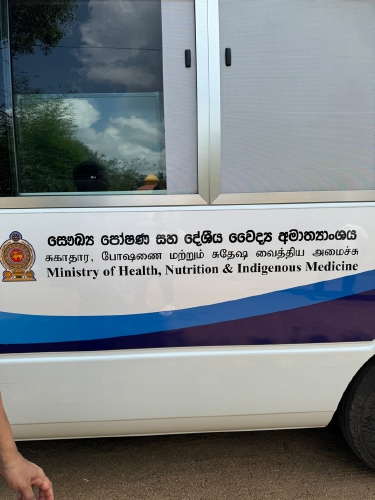 සෞඛ්‍ය පෝෂණ සහ දේශීය වෛද්‍ය අමාත්‍යාංශය
சுகாதார, போஷணை மற்றும் சுதேஷ வைத்திய அமைச்சு
Ministry of Health, Nutrition & Indigenous Medicine